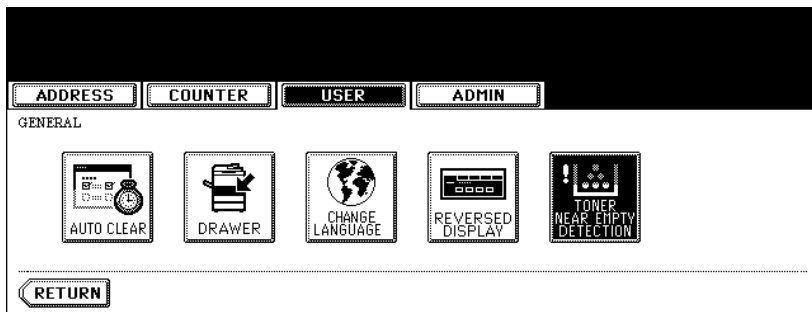 ADDRESS COUNTER USER ADMIN
GENERAL
AUTO CLEAR
DRAWER
CHANGE
LANGUAGE
REVERSED
DISPLAY
TONER
NEAR EMPTY
DETECTION
RETURN